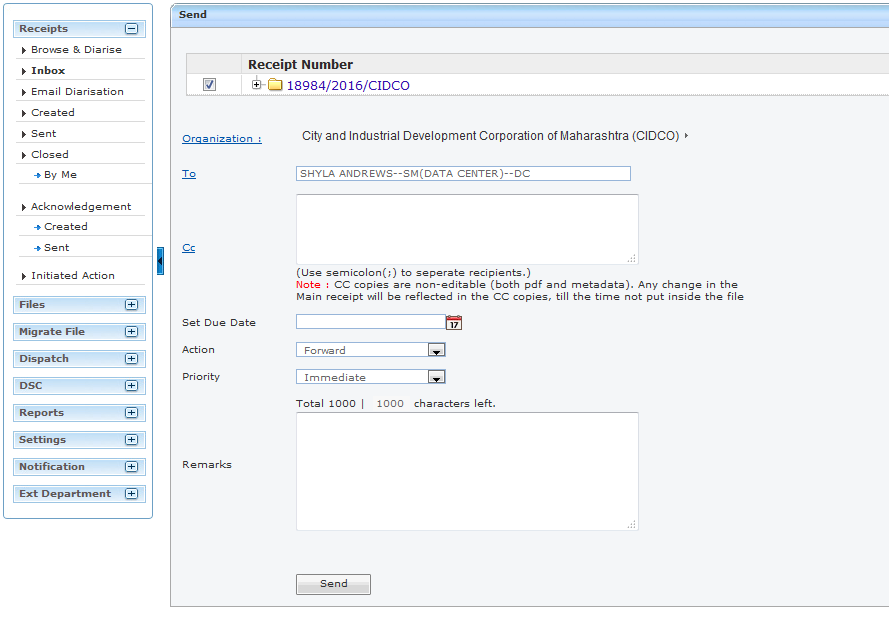 Receipts
Browse & Diarise
Inbox
Email Diarisation
Created
Sent
Closed
By Me
Acknowledgement
Created
Sent
Initiated Action
Files
Migrate File
Dispatch
DSC
Reports
Settings
Notification
Ext Department
Send
Receipt Number
18984/2016/CIDCO
Organization : City and Industrial Development Corporation of Maharashtra (CIDCO)
To SHYLA ANDREWS--SM(DATA CENTER)--DC
Cc
(Use semicolon(;) to seperate recipients.)
Note : CC copies are non-editable (both pdf and metadata). Any change in the
Main receipt will be reflected in the CC copies, till the time not put inside the file
Set Due Date 17
Action Forward
Priority Immediate
Total 1000 | 1000 characters left.
Remarks
Send